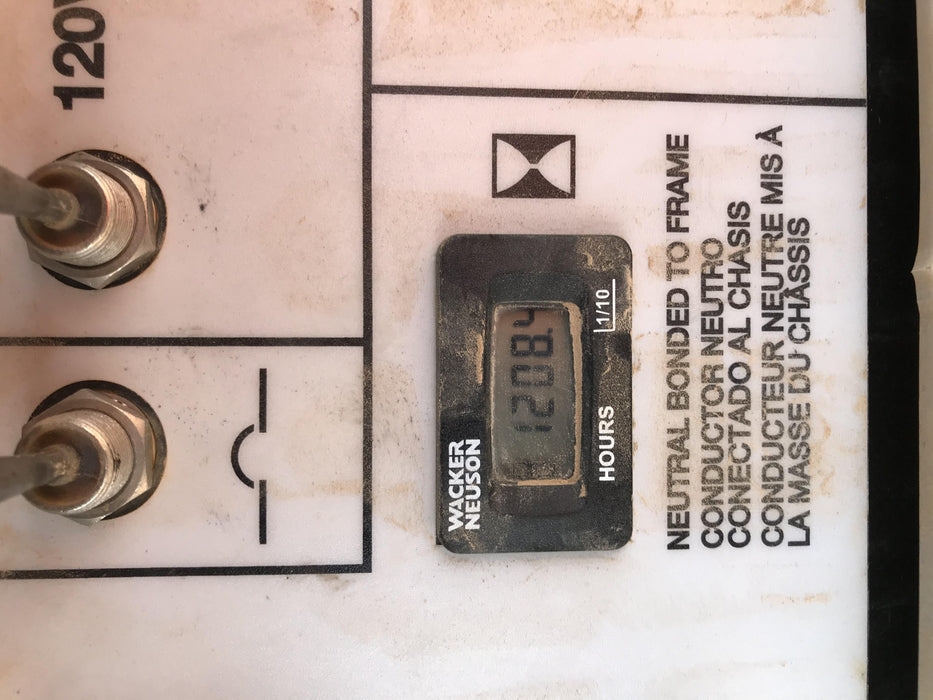 120V
WACKER
NEUSON
1208.4
HOURS 1/10
NEUTRAL BONDED TO FRAME
CONDUCTOR NEUTRO
CONECTADO AL CHASIS
CONDUCTEUR NEUTRE MIS À
LA MASSE DU CHÂSSIS